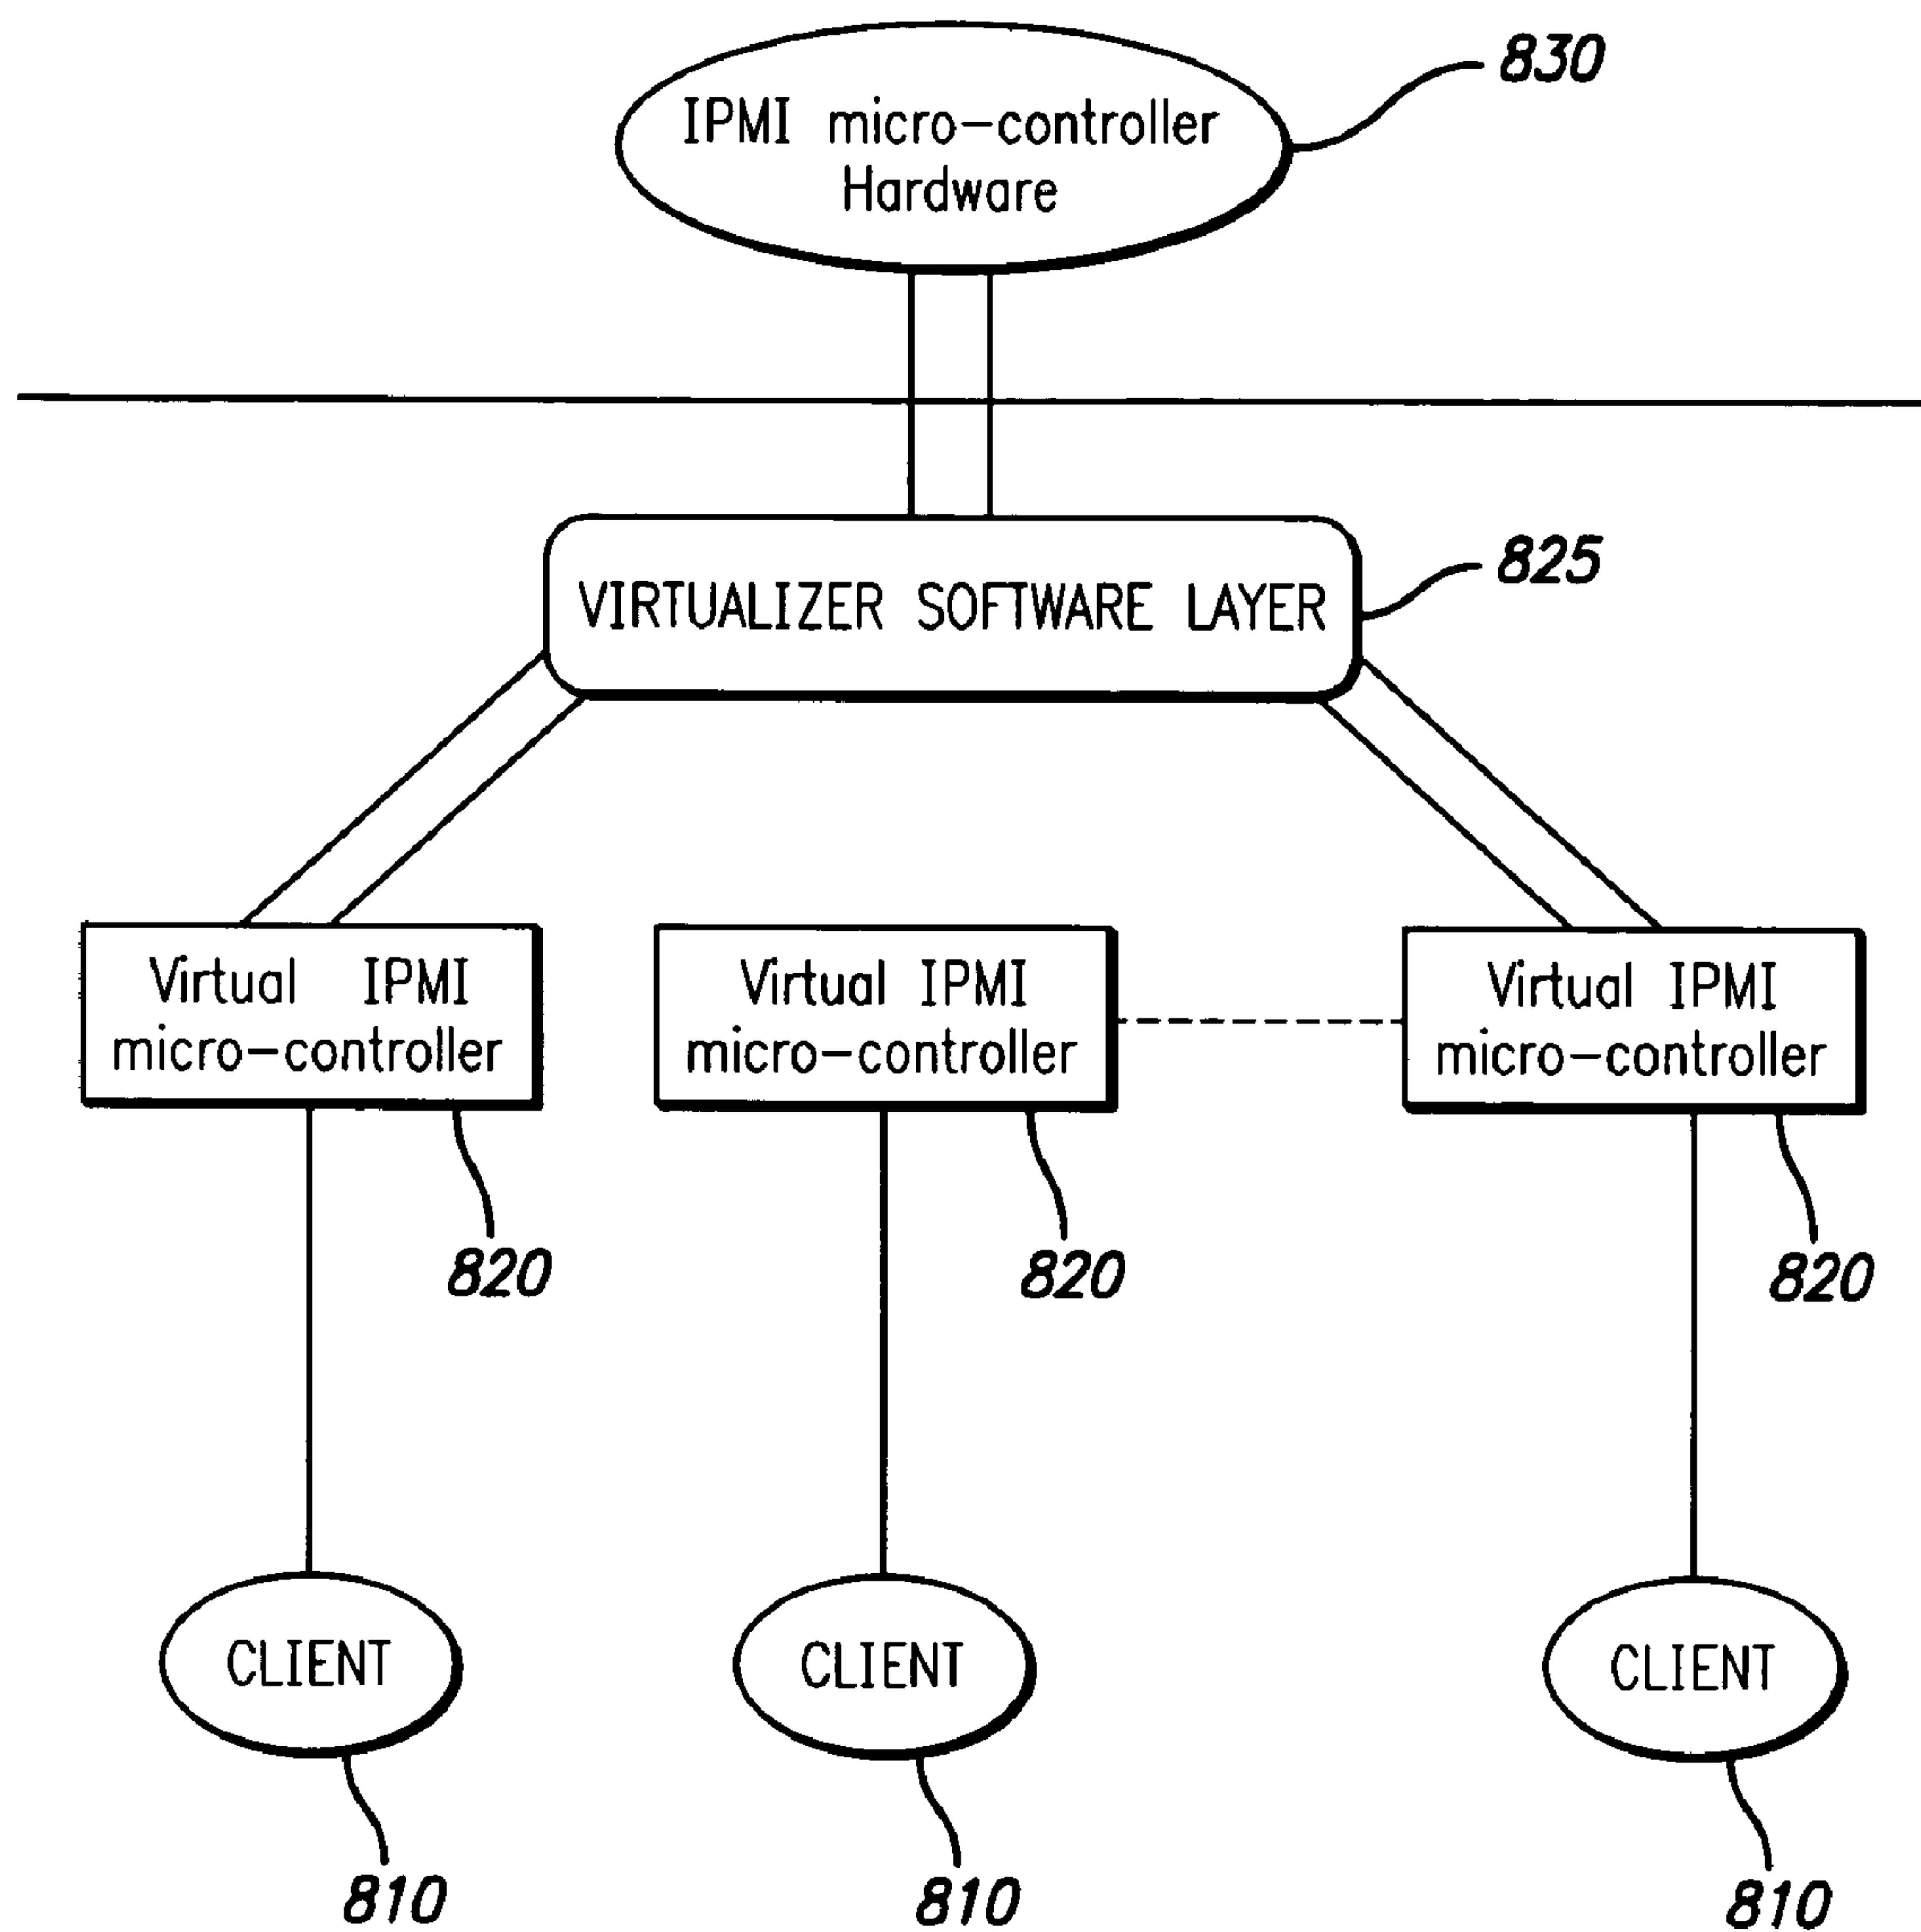 830
IPMI micro-controller
Hardware
825
VIRTUALIZER SOFTWARE LAYER
Virtual IPMI
micro-controller
Virtual IPMI
micro-controller
Virtual IPMI
micro-controller
820
820
820
CLIENT
CLIENT
CLIENT
810
810
810